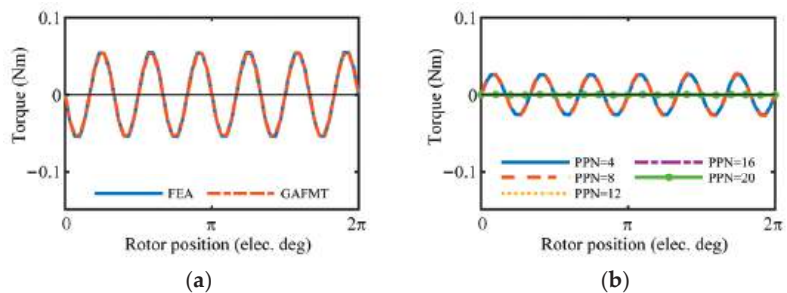 0.1
0
−0.1
Torque (Nm)
FEA
GAFMT
0
π
2π
Rotor position (elec. deg)
(a)
0.1
0
−0.1
Torque (Nm)
PPN=4
PPN=16
PPN=8
PPN=20
PPN=12
0
π
2π
Rotor position (elec. deg)
(b)